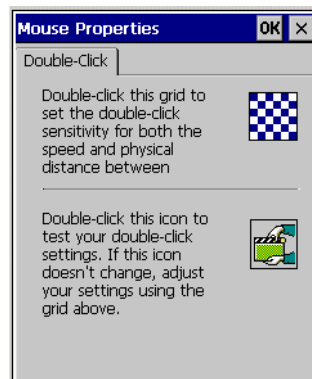 Mouse Properties OK ×
Double-Click
Double-click this grid to
set the double-click
sensitivity for both the
speed and physical
distance between
Double-click this icon to
test your double-click
settings. If this icon
doesn't change, adjust
your settings using the
grid above.